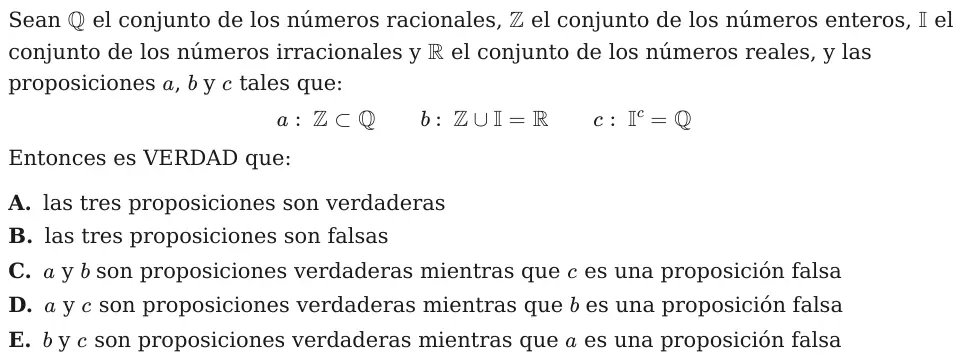 Sean ℚ el conjunto de los números racionales, ℤ el conjunto de los números enteros, 𝕀 el
conjunto de los números irracionales y ℝ el conjunto de los números reales, y las
proposiciones a, b y c tales que:
a : ℤ ⊂ ℚ b : ℤ ∪ 𝕀 = ℝ c : 𝕀ᶜ = ℚ
Entonces es VERDAD que:
A. las tres proposiciones son verdaderas
B. las tres proposiciones son falsas
C. a y b son proposiciones verdaderas mientras que c es una proposición falsa
D. a y c son proposiciones verdaderas mientras que b es una proposición falsa
E. b y c son proposiciones verdaderas mientras que a es una proposición falsa